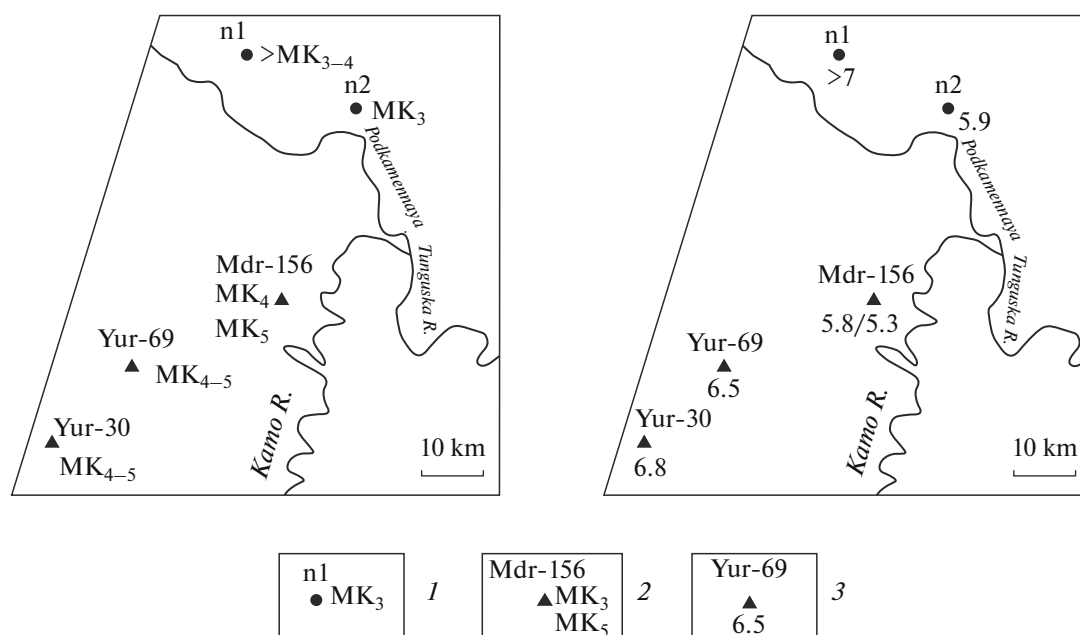 n1
>MK₃₋₄
n2
MK₃
Podkamennaya
Tunguska R.
Mdr-156
MK₄
MK₅
Yur-69
MK₄₋₅
Yur-30
MK₄₋₅
Kamo R.
10 km
n1
>7
n2
5.9
Podkamennaya
Tunguska R.
Mdr-156
5.8/5.3
Yur-69
6.5
Yur-30
6.8
Kamo R.
10 km
n1
MK₃
1
Mdr-156
MK₃
MK₅
2
Yur-69
6.5
3